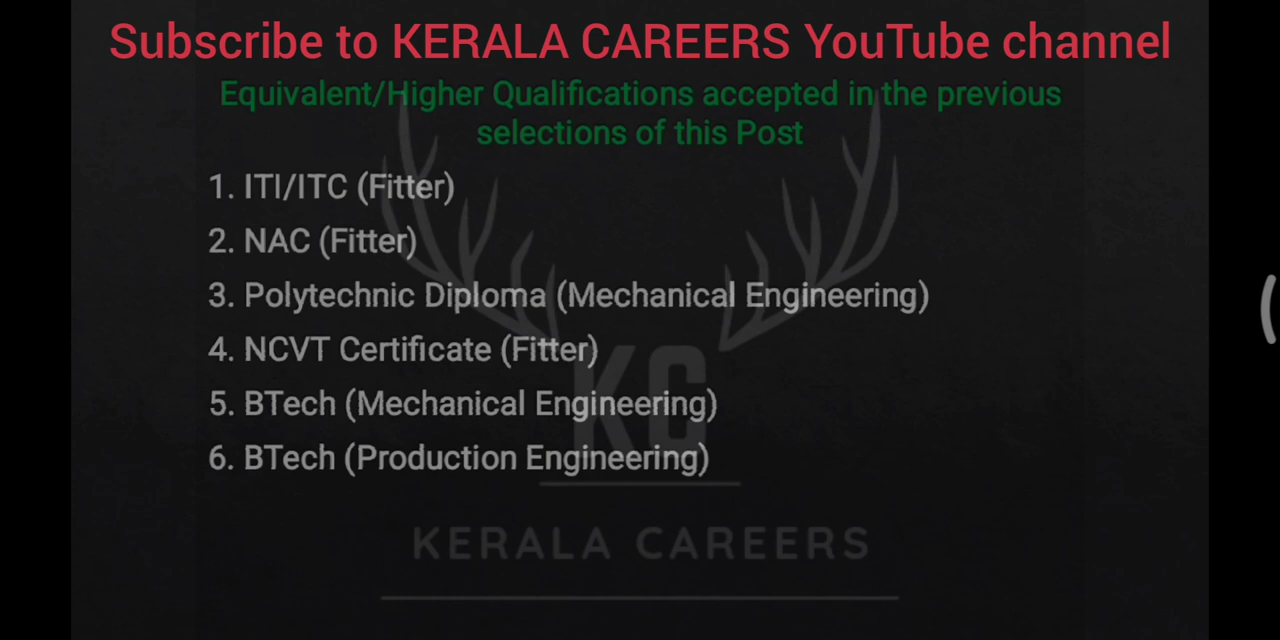 Subscribe to KERALA CAREERS YouTube channel
Equivalent/Higher Qualifications accepted in the previous
selections of this Post
1. ITI/ITC (Fitter)
2. NAC (Fitter)
3. Polytechnic Diploma (Mechanical Engineering)
4. NCVT Certificate (Fitter)
5. BTech (Mechanical Engineering)
6. BTech (Production Engineering)
KC
KERALA CAREERS